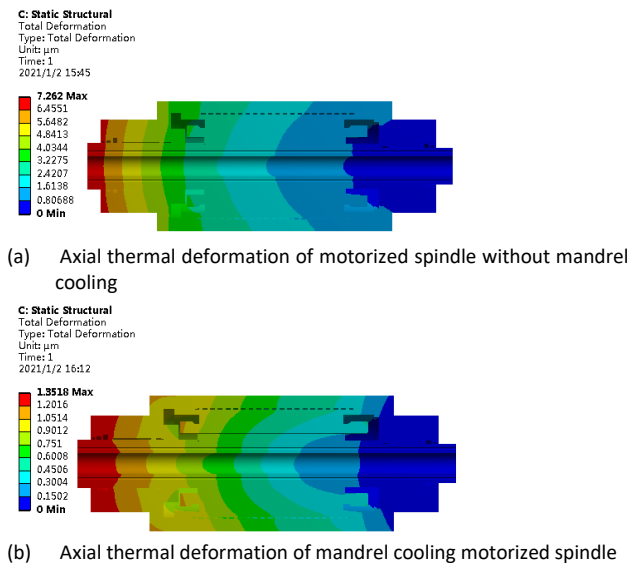 C: Static Structural
Total Deformation
Type: Total Deformation
Unit: μm
Time: 1
2021/1/2 15:45
7.262 Max
6.4551
5.6482
4.8413
4.0344
3.2275
2.4207
1.6138
0.80688
0 Min
(a) Axial thermal deformation of motorized spindle without mandrel
cooling
C: Static Structural
Total Deformation
Type: Total Deformation
Unit: μm
Time: 1
2021/1/2 16:12
1.3518 Max
1.2016
1.0514
0.9012
0.751
0.6008
0.4506
0.3004
0.1502
0 Min
(b) Axial thermal deformation of mandrel cooling motorized spindle